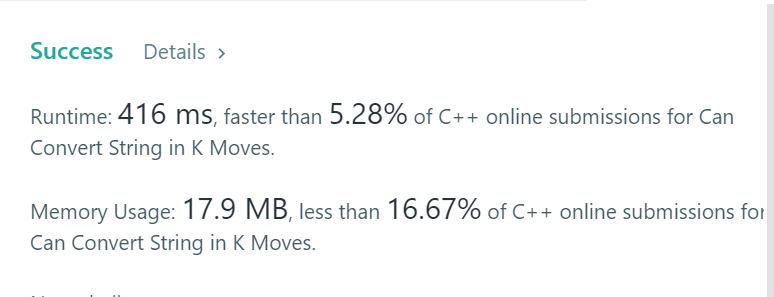 Success Details >
Runtime: 416 ms, faster than 5.28% of C++ online submissions for Can
Convert String in K Moves.
Memory Usage: 17.9 MB, less than 16.67% of C++ online submissions for
Can Convert String in K Moves.